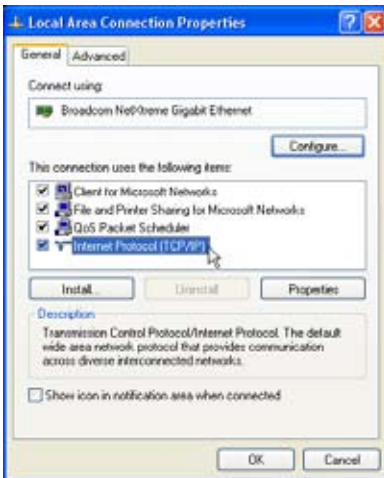 Local Area Connection Properties
General Advanced
Connect using:
Broadcom NetXtreme Gigabit Ethernet
Configure...
This connection uses the following items:
Client for Microsoft Networks
File and Printer Sharing for Microsoft Networks
QoS Packet Scheduler
Internet Protocol (TCP/IP)
Install... Uninstall Properties
Description
Transmission Control Protocol/Internet Protocol. The default
wide area network protocol that provides communication
across diverse interconnected networks.
Show icon in notification area when connected
OK Cancel